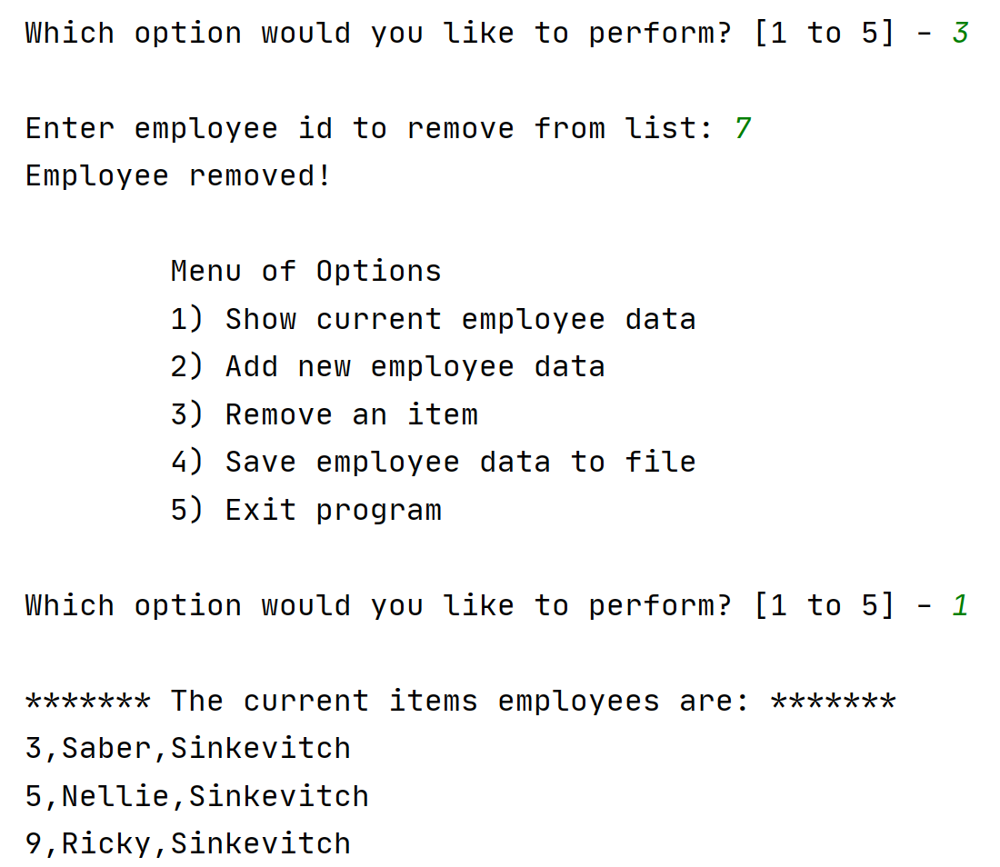 Which option would you like to perform? [1 to 5] - 3
Enter employee id to remove from list: 7
Employee removed!
Menu of Options
1) Show current employee data
2) Add new employee data
3) Remove an item
4) Save employee data to file
5) Exit program
Which option would you like to perform? [1 to 5] - 1
******* The current items employees are: *******
3,Saber,Sinkevitch
5,Nellie,Sinkevitch
9,Ricky,Sinkevitch